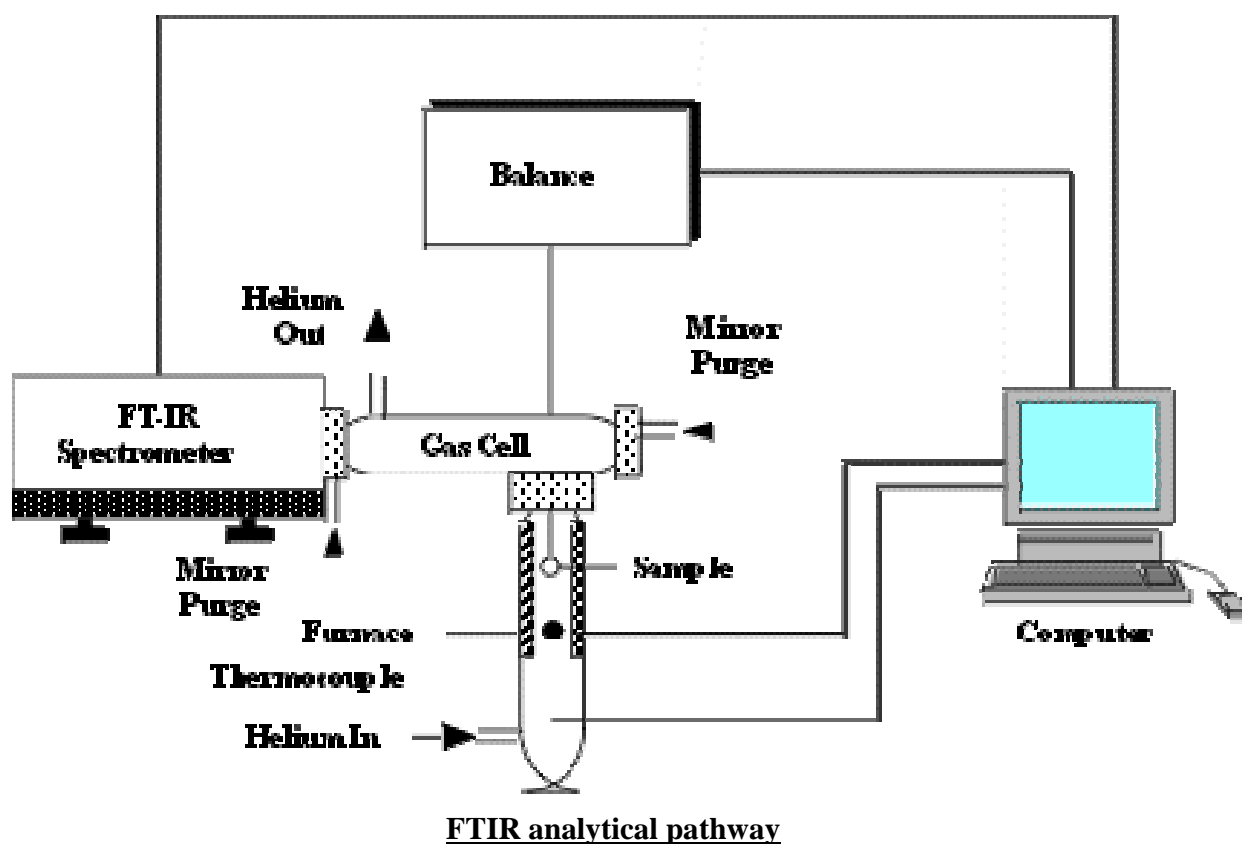 Balance
Helium
Out
Mirror
Purge
FT-IR
Spectrometer
Gas Cell
Mirror
Purge
Sample
Furnace
Computer
Thermocouple
Helium In
FTIR analytical pathway